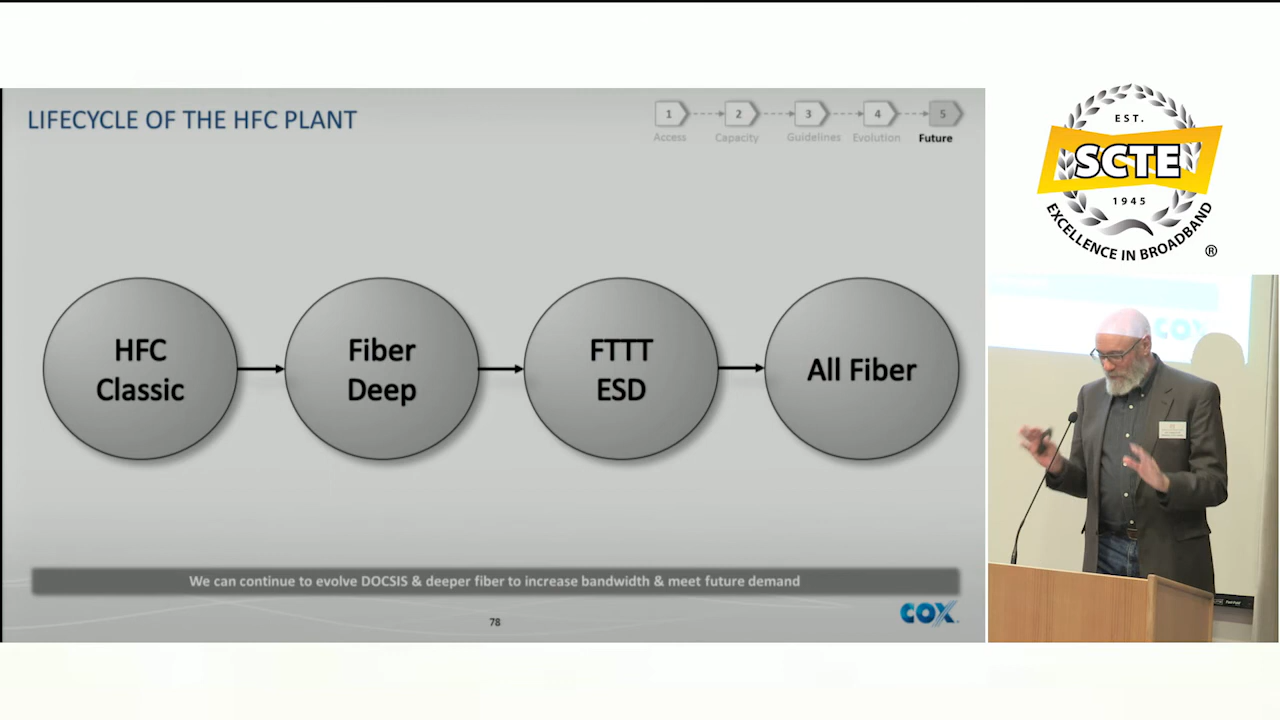 LIFECYCLE OF THE HFC PLANT
1
2
3
4
5
Access
Capacity
Guidelines
Evolution
Future
HFC
Classic
Fiber
Deep
FTTT
ESD
All Fiber
We can continue to evolve DOCSIS & deeper fiber to increase bandwidth & meet future demand
78
COX
EST.
SCTE
1945
EXCELLENCE IN BROADBAND
®
COX